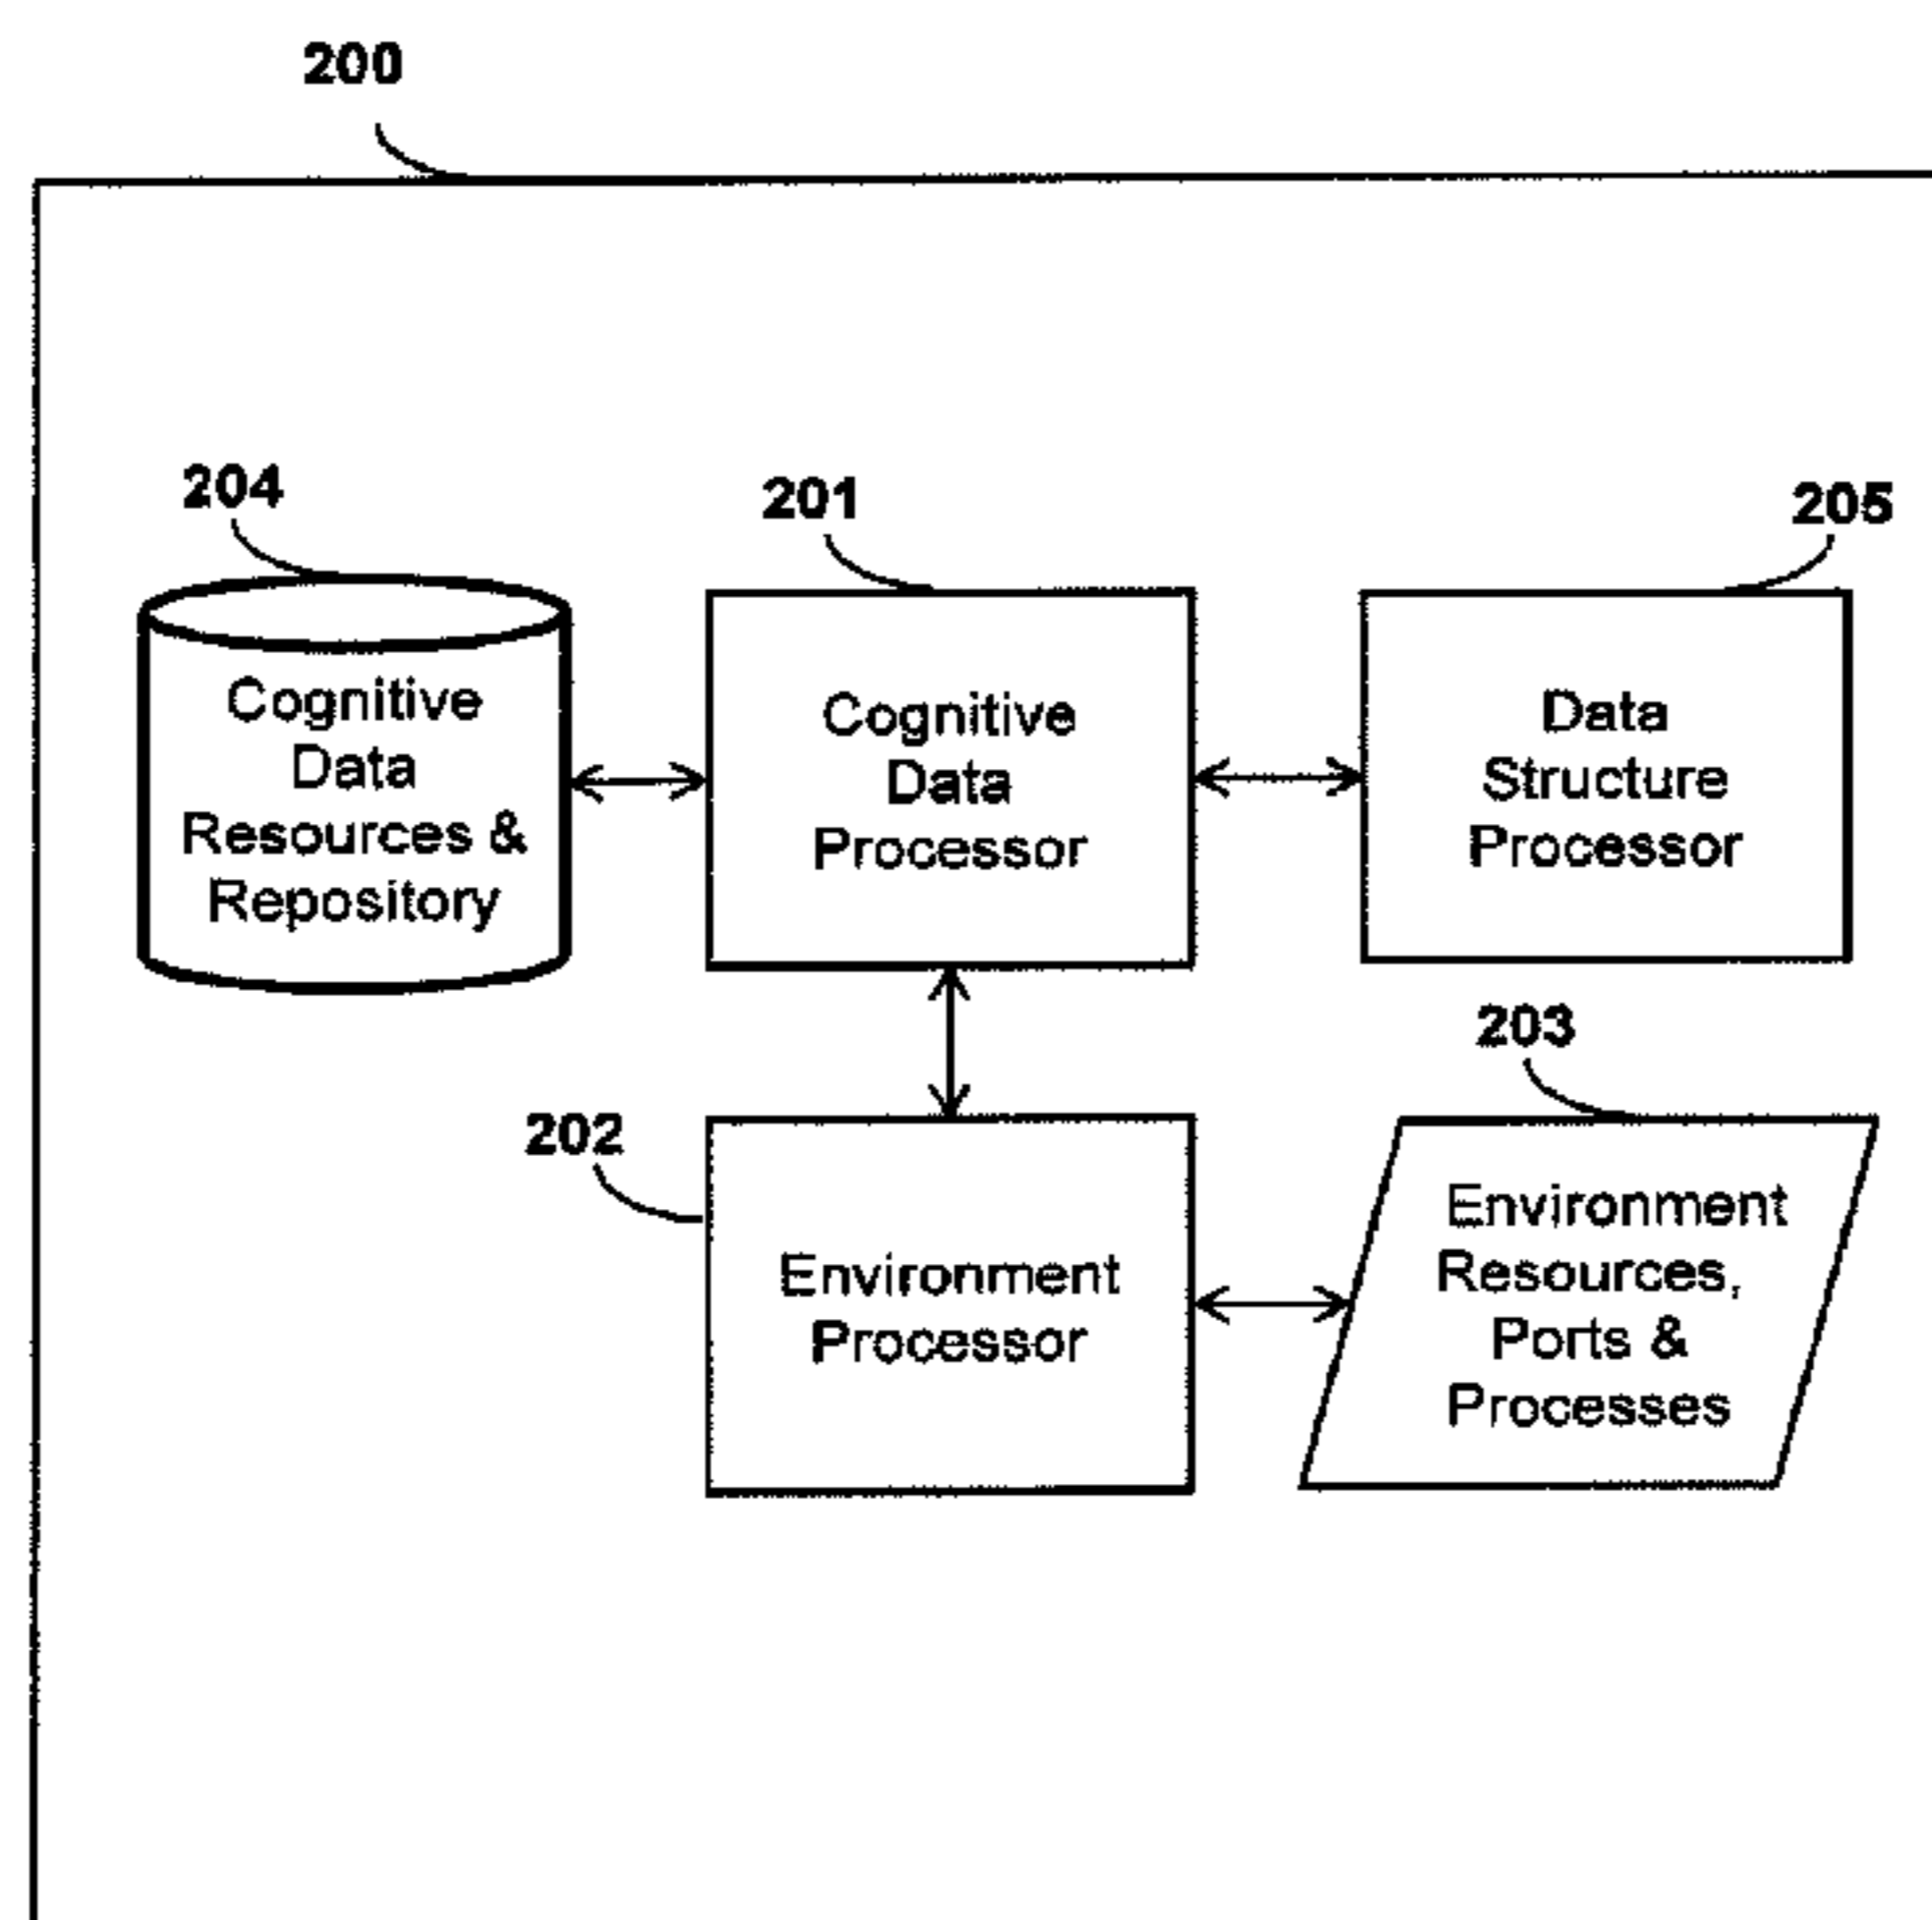 200
204
201
205
Cognitive
Data
Resources &
Repository
Cognitive
Data
Processor
Data
Structure
Processor
203
202
Environment
Processor
Environment
Resources,
Ports &
Processes